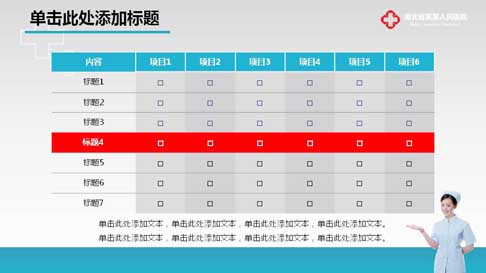 单击此处添加标题
湖北省某某人民医院
内容 项目1 项目2 项目3 项目4 项目5 项目6
标题1 □ □ □ □ □ □
标题2 □ □ □ □ □ □
标题3 □ □ □ □ □ □
标题4 □ □ □ □ □ □
标题5 □ □ □ □ □ □
标题6 □ □ □ □ □ □
标题7 □ □ □ □ □ □
单击此处添加文本，单击此处添加文本，单击此处添加文本，单击此处添加文本。
单击此处添加文本，单击此处添加文本，单击此处添加文本，单击此处添加文本。